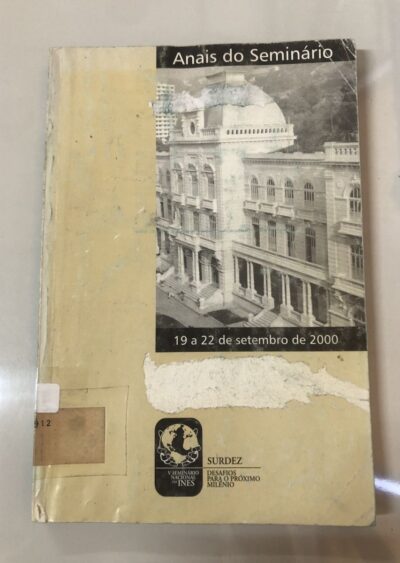 Anais do Seminário
19 a 22 de setembro de 2000
912
V SEMINÁRIO
NACIONAL
DO INES
SURDEZ
DESAFIOS
PARA O PRÓXIMO
MILÊNIO